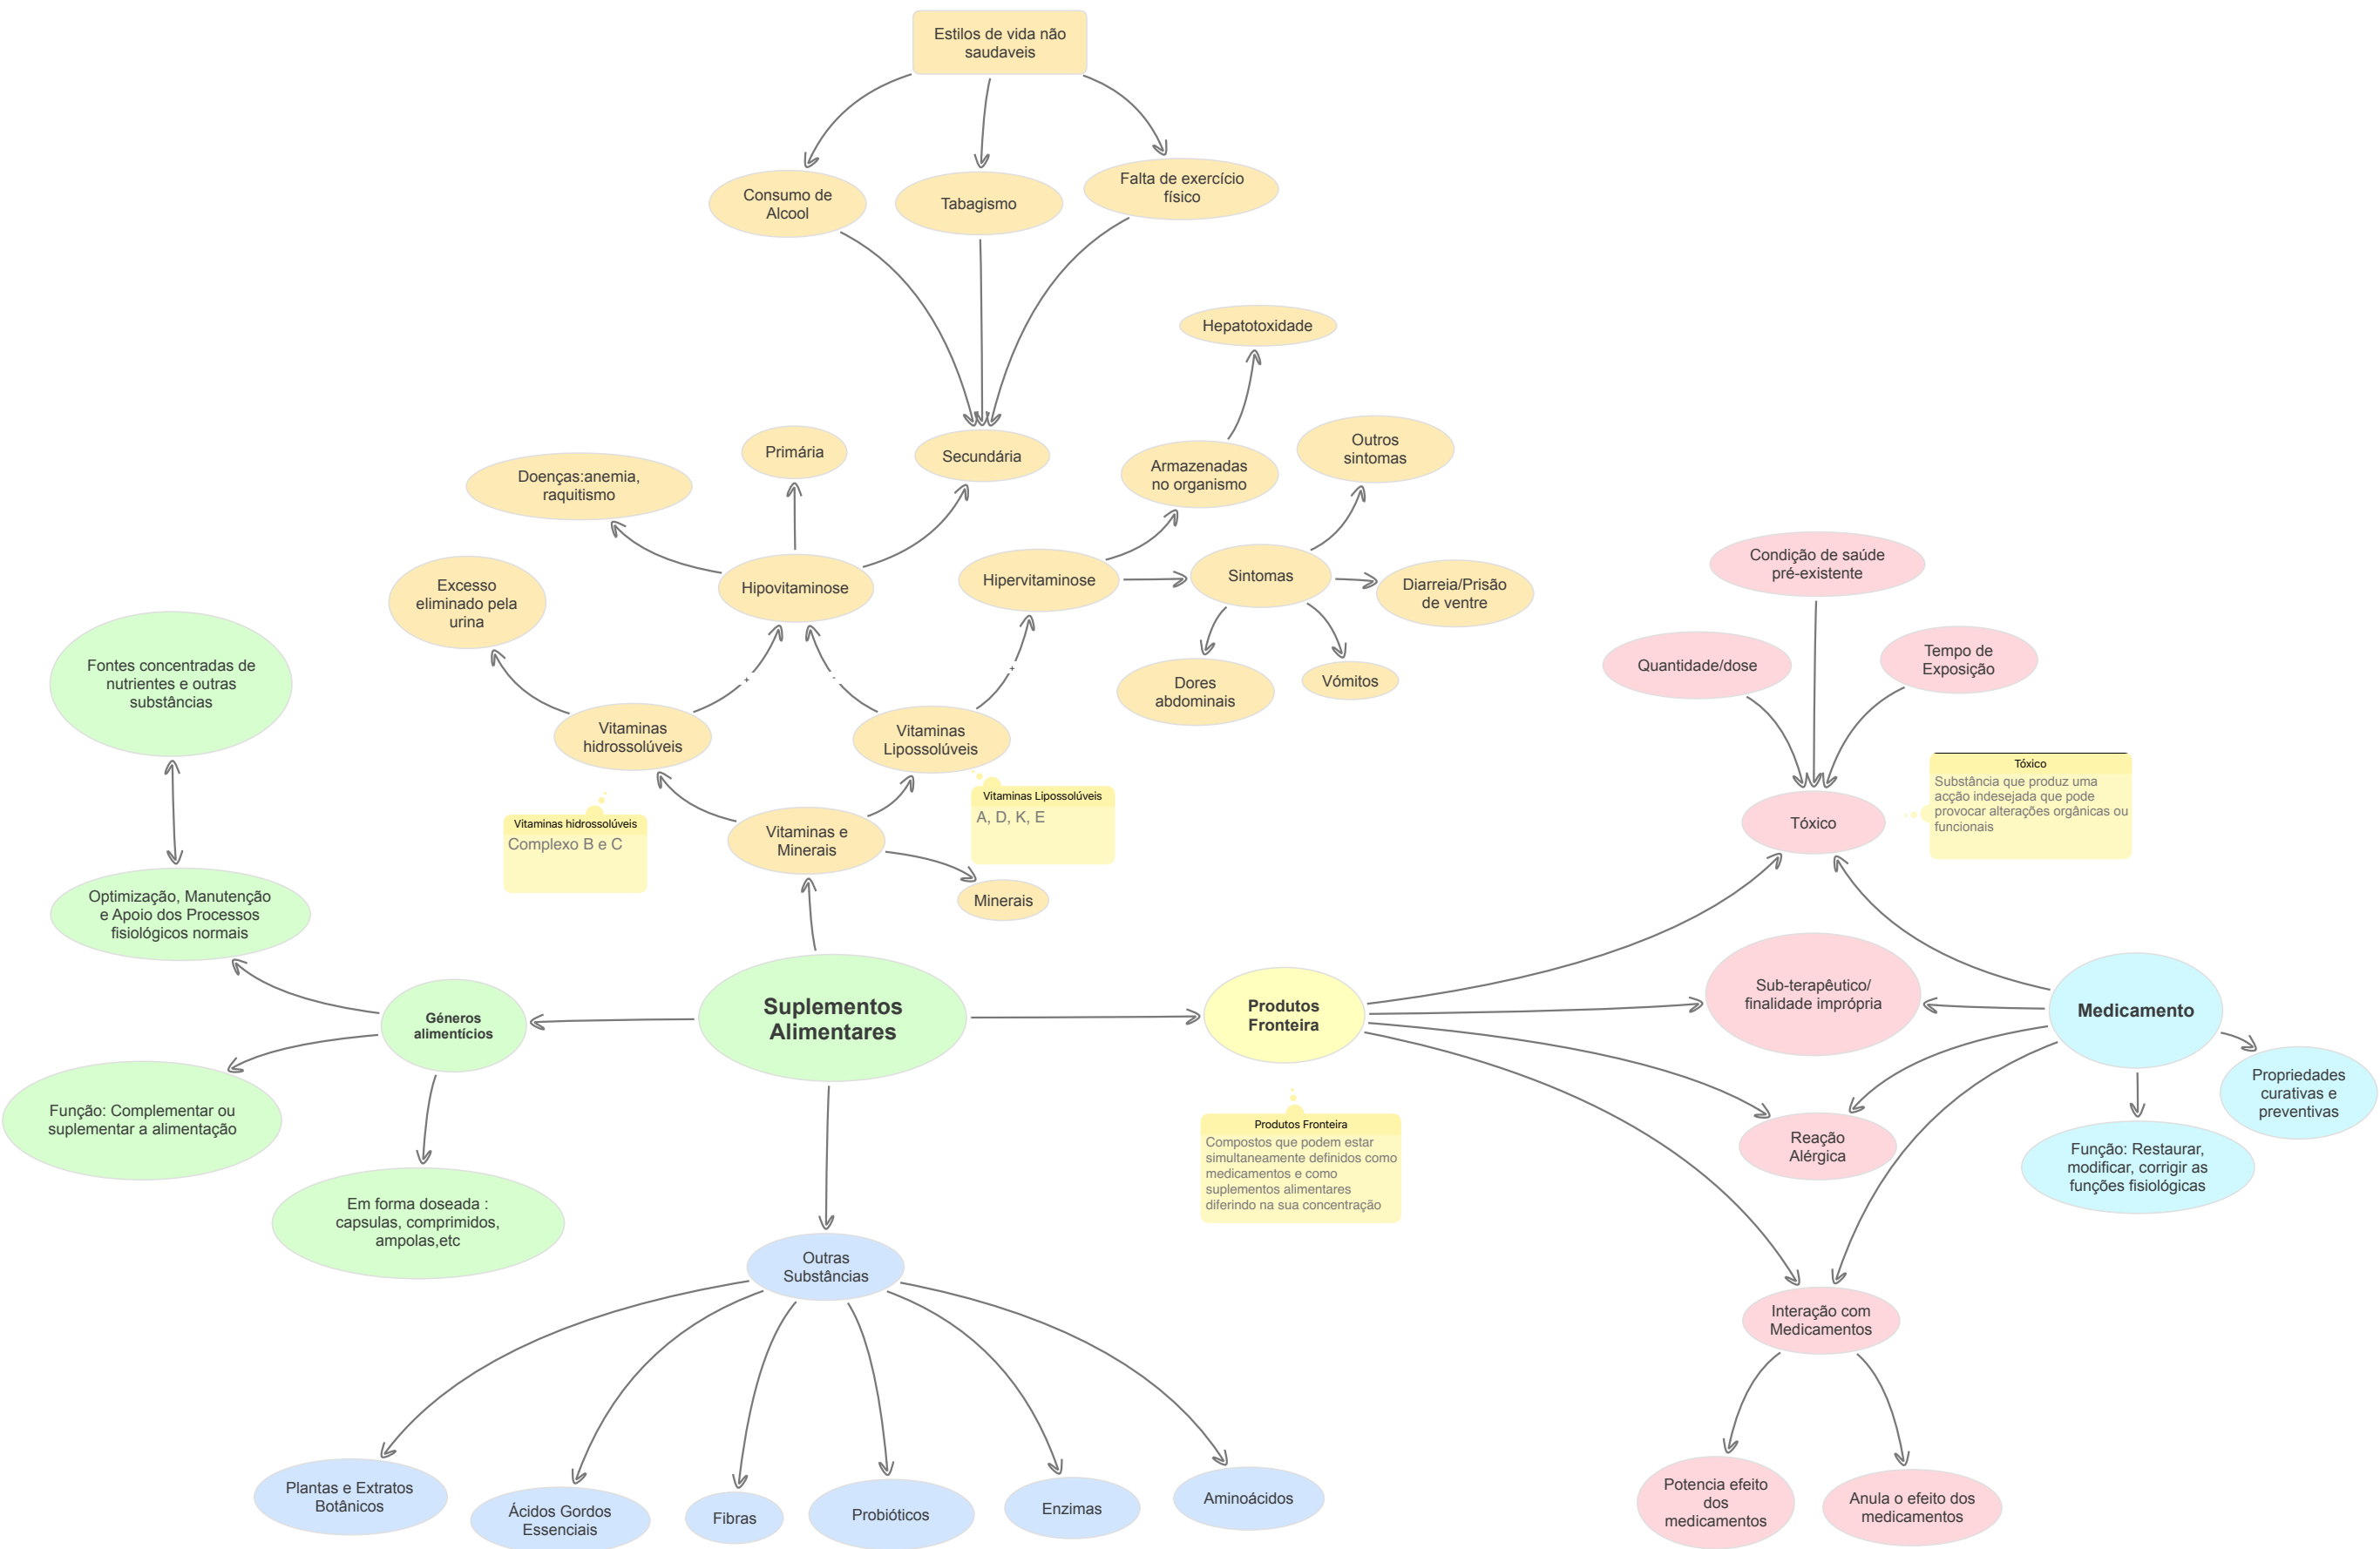 Estilos de vida não
saudaveis
Consumo de
Alcool
Tabagismo
Falta de exercício
físico
Hepatotoxidade
Primária
Secundária
Doenças:anemia,
raquitismo
Armazenadas
no organismo
Outros
sintomas
Excesso
eliminado pela
urina
Hipovitaminose
Hipervitaminose
Sintomas
Diarreia/Prisão
de ventre
Dores
abdominais
Vómitos
+
-
+
Vitaminas
hidrossolúveis
Vitaminas
Lipossolúveis
Vitaminas hidrossolúveis
Complexo B e C
Vitaminas Lipossolúveis
A, D, K, E
Vitaminas e
Minerais
Minerais
Fontes concentradas de
nutrientes e outras
substâncias
Optimização, Manutenção
e Apoio dos Processos
fisiológicos normais
Géneros
alimentícios
Função: Complementar ou
suplementar a alimentação
Em forma doseada :
capsulas, comprimidos,
ampolas,etc
Suplementos
Alimentares
Produtos
Fronteira
Produtos Fronteira
Compostos que podem estar
simultaneamente definidos como
medicamentos e como
suplementos alimentares
diferindo na sua concentração
Condição de saúde
pré-existente
Quantidade/dose
Tempo de
Exposição
Tóxico
Tóxico
Substância que produz uma
acção indesejada que pode
provocar alterações orgânicas ou
funcionais
Sub-terapêutico/
finalidade imprópria
Medicamento
Propriedades
curativas e
preventivas
Reação
Alérgica
Função: Restaurar,
modificar, corrigir as
funções fisiológicas
Interação com
Medicamentos
Potencia efeito
dos
medicamentos
Anula o efeito dos
medicamentos
Outras
Substâncias
Plantas e Extratos
Botânicos
Ácidos Gordos
Essenciais
Fibras
Probióticos
Enzimas
Aminoácidos